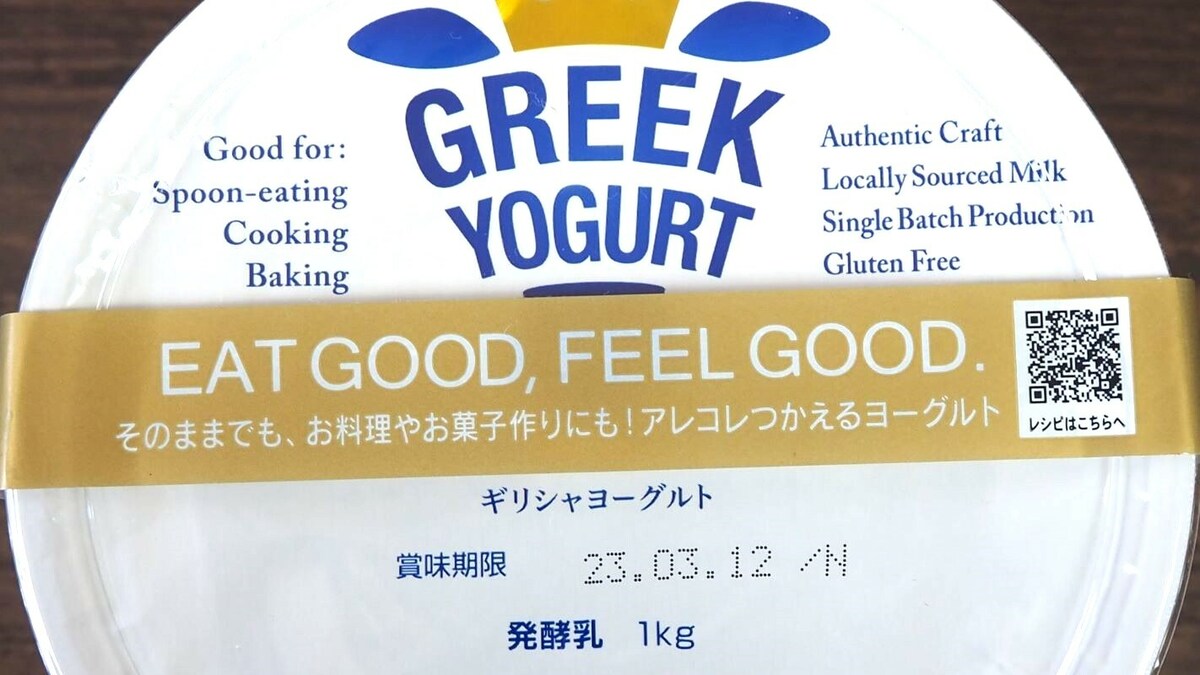 GREEK
YOGURT
Good for:
Spoon-eating
Cooking
Baking
Authentic Craft
Locally Sourced Milk
Single Batch Production
Gluten Free
EAT GOOD, FEEL GOOD.
そのままでも、お料理やお菓子作りにも!アレコレつかえるヨーグルト
レシピはこちらへ
ギリシャヨーグルト
賞味期限 23.03.12 /N
発酵乳 1kg